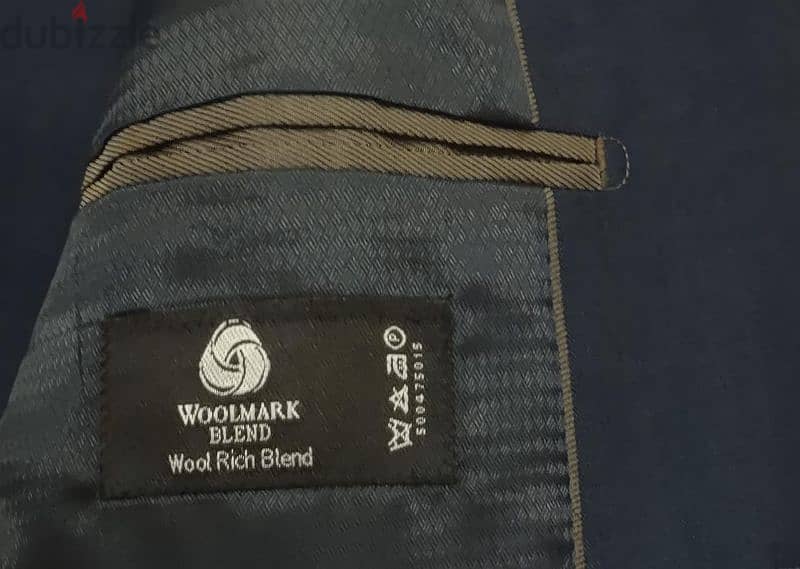 dubizzle
WOOLMARK
BLEND
Wool Rich Blend
P
500475015